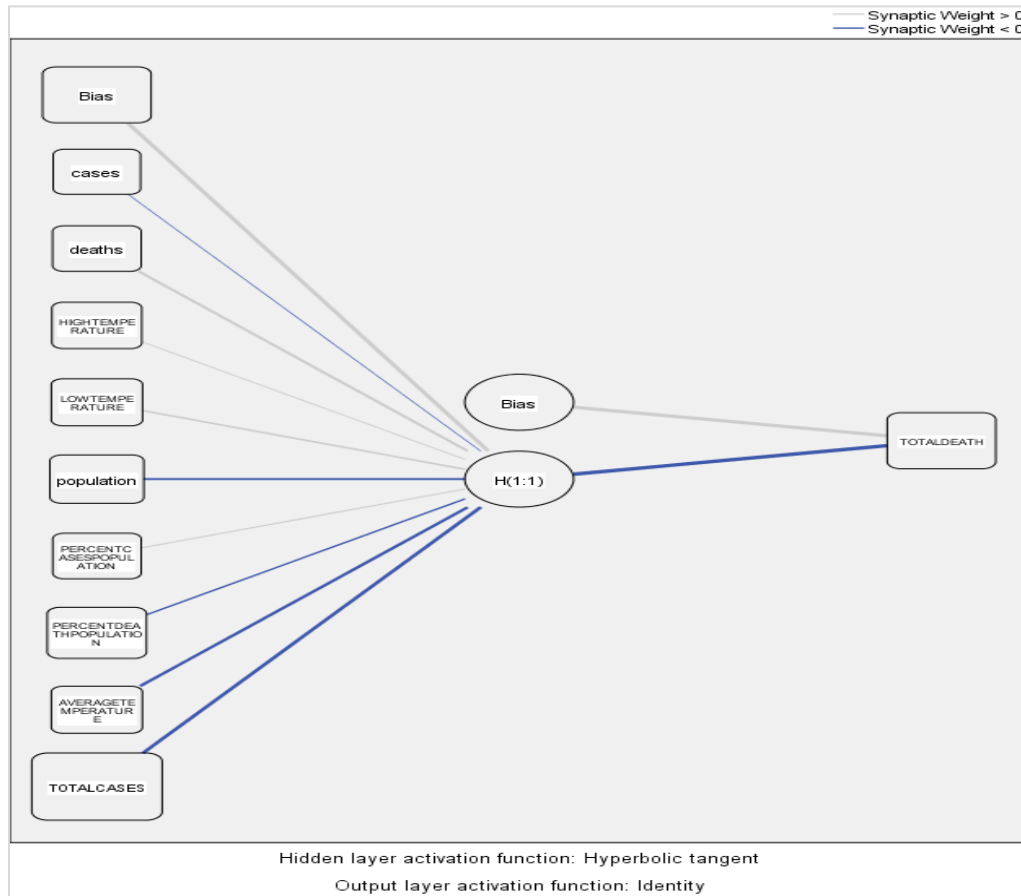 Synaptic Weight > 0
Synaptic Weight < 0
Bias
cases
deaths
HIGHTEMPE
RATURE
LOWTEMPE
RATURE
population
PERCENTC
ASESPOPUL
ATION
PERCENTDEA
THPOPULATIO
N
AVERAGETE
MPERATUR
E
TOTALCASES
Bias
H(1:1)
TOTALDEATH
Hidden layer activation function: Hyperbolic tangent
Output layer activation function: Identity